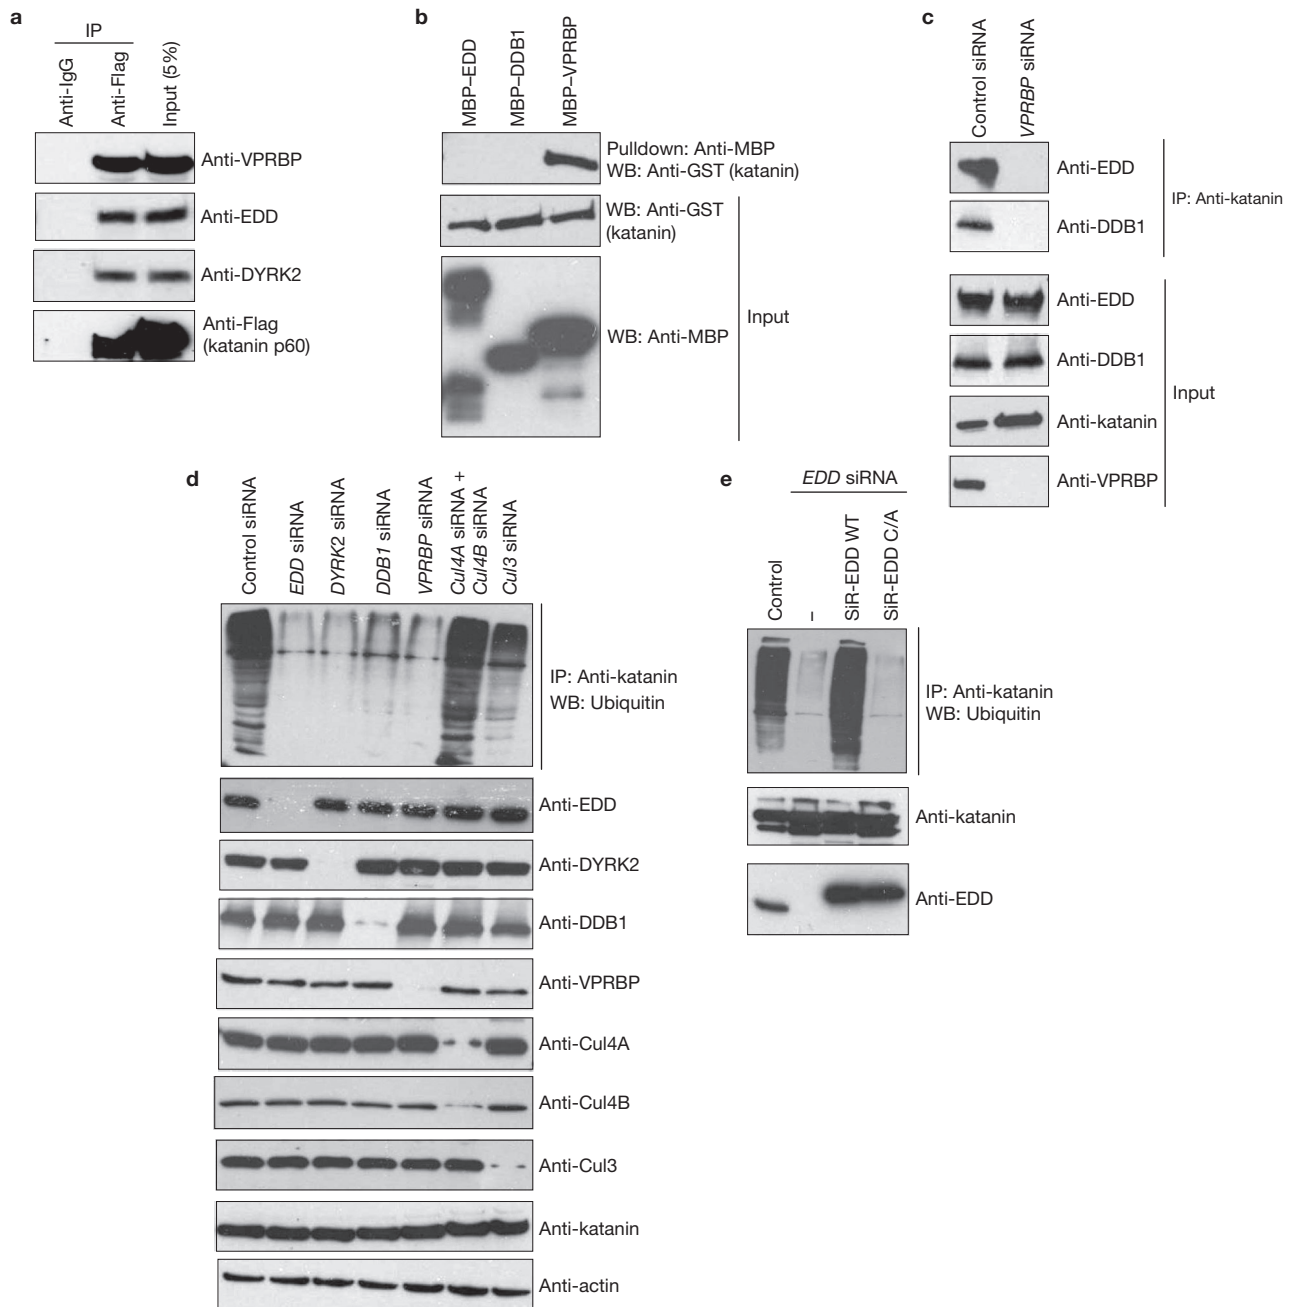 a
IP
Anti-IgG
Anti-Flag
Input (5%)
Anti-VPRBP
Anti-EDD
Anti-DYRK2
Anti-Flag
(katanin p60)
b
MBP–EDD
MBP–DDB1
MBP–VPRBP
Pulldown: Anti-MBP
WB: Anti-GST (katanin)
WB: Anti-GST
(katanin)
WB: Anti-MBP
Input
c
Control siRNA
VPRBP siRNA
Anti-EDD
Anti-DDB1
IP: Anti-katanin
Anti-EDD
Anti-DDB1
Anti-katanin
Anti-VPRBP
Input
d
Control siRNA
EDD siRNA
DYRK2 siRNA
DDB1 siRNA
VPRBP siRNA
Cul4A siRNA +
Cul4B siRNA
Cul3 siRNA
IP: Anti-katanin
WB: Ubiquitin
Anti-EDD
Anti-DYRK2
Anti-DDB1
Anti-VPRBP
Anti-Cul4A
Anti-Cul4B
Anti-Cul3
Anti-katanin
Anti-actin
e
EDD siRNA
Control
–
SiR-EDD WT
SiR-EDD C/A
IP: Anti-katanin
WB: Ubiquitin
Anti-katanin
Anti-EDD